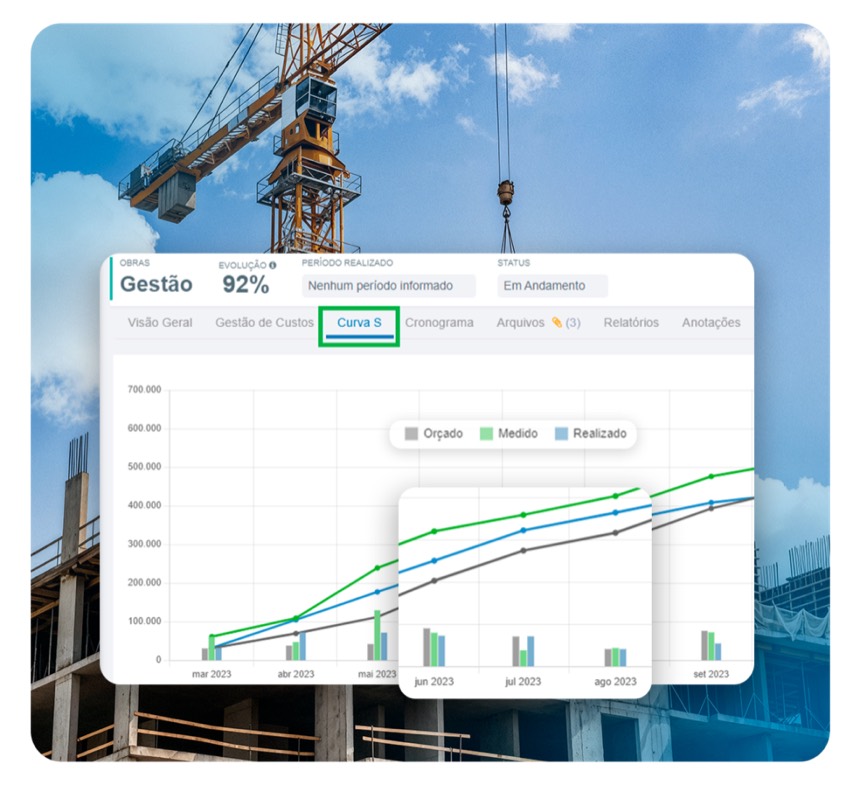 OBRAS
Gestão
EVOLUÇÃO
92%
PERÍODO REALIZADO
Nenhum período informado
STATUS
Em Andamento
Visão Geral
Gestão de Custos
Curva S
Cronograma
Arquivos (3)
Relatórios
Anotações
700.000
600.000
500.000
400.000
300.000
200.000
100.000
0
Orçado
Medido
Realizado
mar 2023
abr 2023
mai 2023
jun 2023
jul 2023
ago 2023
set 2023